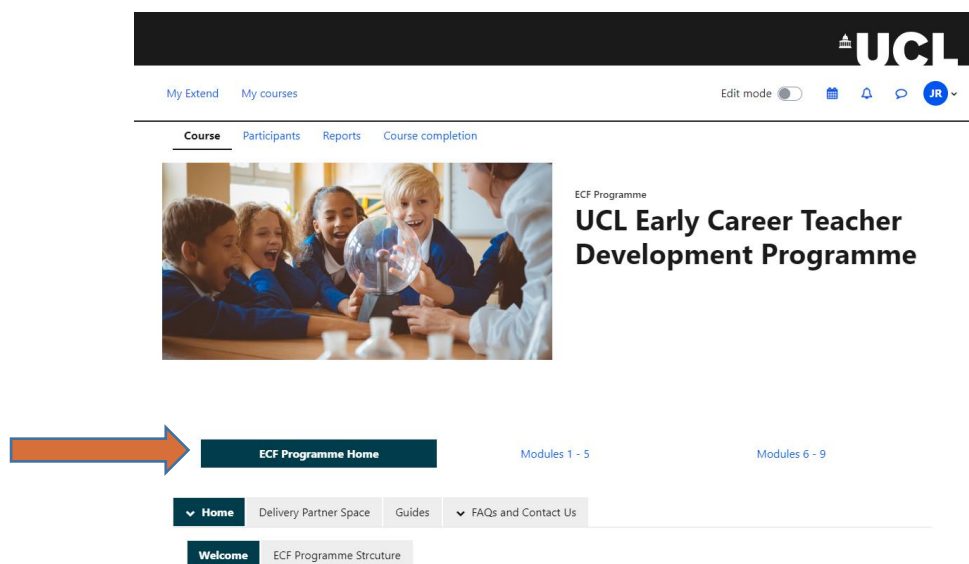 UCL
My Extend My courses Edit mode JR
Course Participants Reports Course completion
ECF Programme
UCL Early Career Teacher
Development Programme
ECF Programme Home Modules 1 - 5 Modules 6 - 9
Home Delivery Partner Space Guides FAQs and Contact Us
Welcome ECF Programme Strcuture